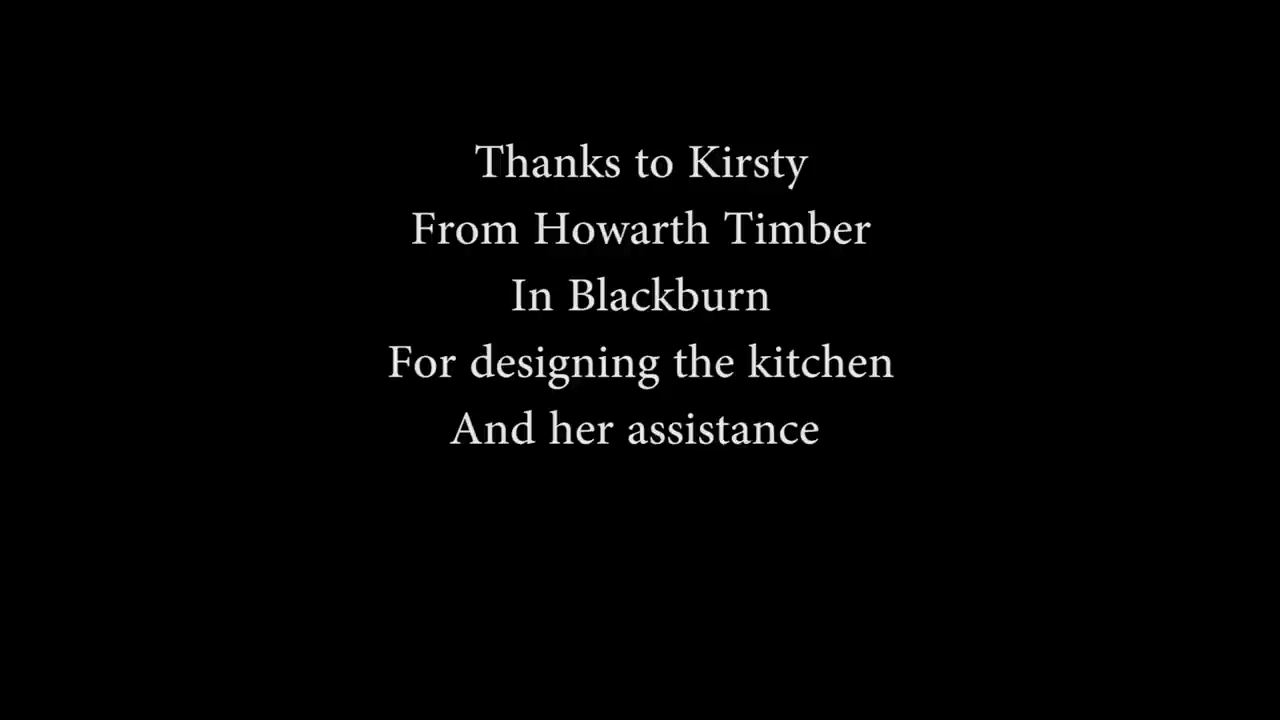 Thanks to Kirsty
From Howarth Timber
In Blackburn
For designing the kitchen
And her assistance